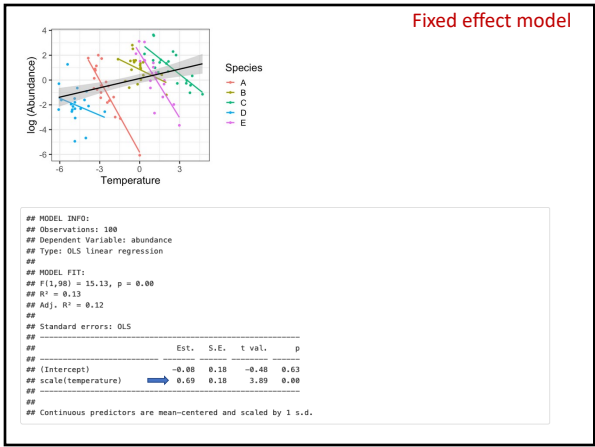 Fixed effect model
4
2
0
-2
-4
-6
log (Abundance)
-6 -3 0 3
Temperature
Species
A
B
C
D
E
## MODEL INFO:
## Observations: 100
## Dependent Variable: abundance
## Type: OLS linear regression
##
## MODEL FIT:
## F(1,98) = 15.13, p = 0.00
## R² = 0.13
## Adj. R² = 0.12
##
## Standard errors: OLS
## ------------------------------------------------
## Est. S.E. t val. p
## ----------------------- ------- ------ -------- ------
## (Intercept) -0.08 0.18 -0.48 0.63
## scale(temperature) 0.69 0.18 3.89 0.00
## ------------------------------------------------
##
## Continuous predictors are mean-centered and scaled by 1 s.d.